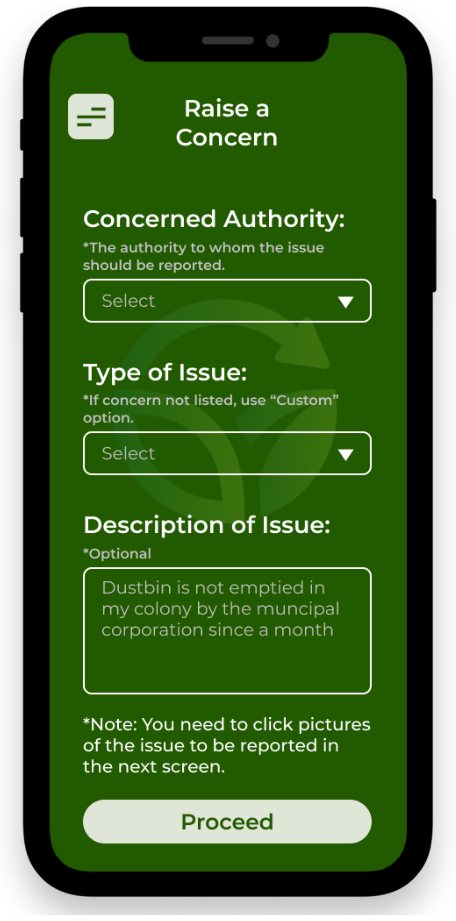 Raise a
Concern
Concerned Authority:
*The authority to whom the issue
should be reported.
Select
Type of Issue:
*If concern not listed, use “Custom”
option.
Select
Description of Issue:
*Optional
Dustbin is not emptied in
my colony by the muncipal
corporation since a month
*Note: You need to click pictures
of the issue to be reported in
the next screen.
Proceed